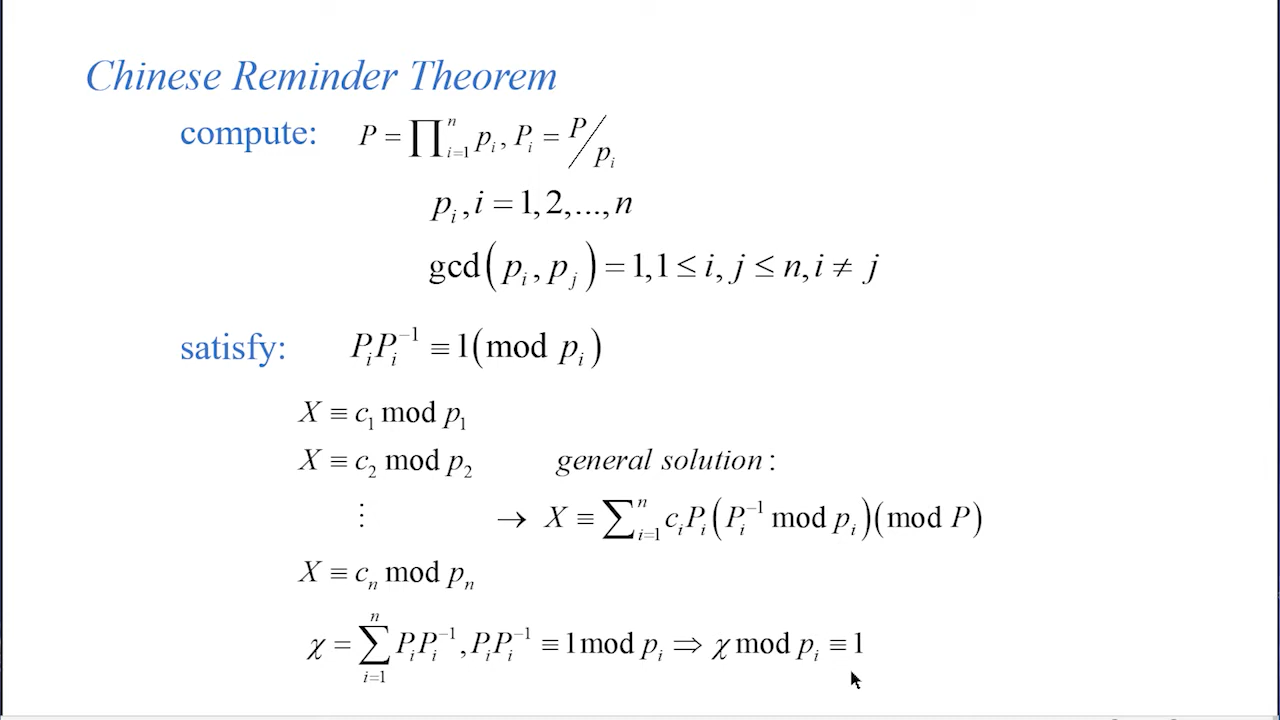 Chinese Reminder Theorem
compute: P = ∏_{i=1}^{n} p_i, P_i = P/p_i
p_i, i = 1, 2, ..., n
gcd(p_i, p_j) = 1, 1 ≤ i, j ≤ n, i ≠ j
satisfy: P_i P_i^{-1} ≡ 1(mod p_i)
X ≡ c_1 mod p_1
X ≡ c_2 mod p_2 general solution:
⋮ → X ≡ ∑_{i=1}^{n} c_i P_i (P_i^{-1} mod p_i)(mod P)
X ≡ c_n mod p_n
χ = ∑_{i=1}^{n} P_i P_i^{-1}, P_i P_i^{-1} ≡ 1 mod p_i ⇒ χ mod p_i ≡ 1